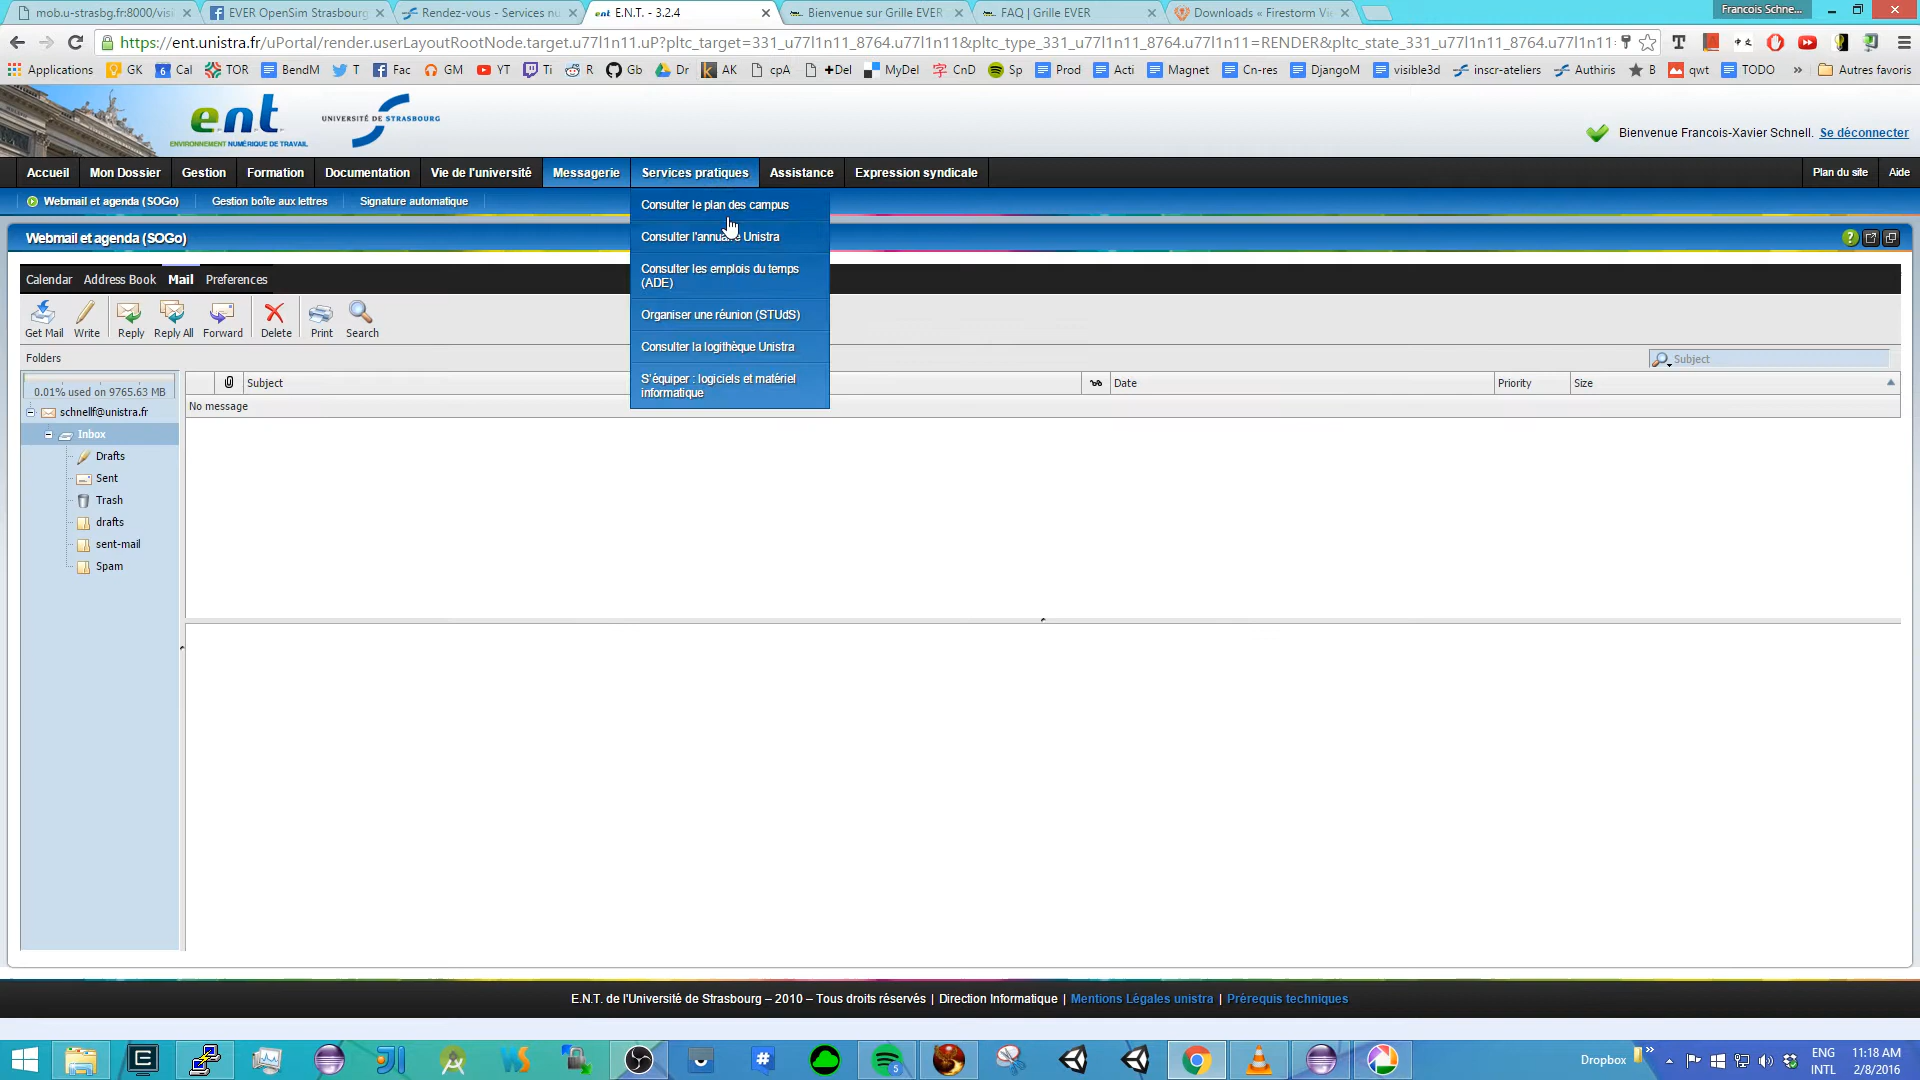 mob.u-strasbg.fr:8000/visi
EVER OpenSim Strasbourg
Rendez-vous - Services nu
E.N.T. - 3.2.4
Bienvenue sur Grille EVER
FAQ | Grille EVER
Downloads « Firestorm Vi
Francois Schne...
https://ent.unistra.fr/uPortal/render.userLayoutRootNode.target.u77l1n11.uP?pltc_target=331_u77l1n11_8764.u77l1n11&pltc_type_331_u77l1n11_8764.u77l1n11=RENDER&pltc_state_331_u77l1n11_8764.u77l1n11=
Applications GK Cal TOR BendM T Fac GM YT Ti R Gb Dr AK cpA +Del MyDel CnD Sp Prod Acti Magnet Cn-res DjangoM visible3d inscr-ateliers Authiris B qwt TODO » Autres favoris
e.n.t.
ENVIRONNEMENT NUMÉRIQUE DE TRAVAIL
UNIVERSITÉ DE STRASBOURG
Bienvenue Francois-Xavier Schnell. Se déconnecter
Accueil Mon Dossier Gestion Formation Documentation Vie de l'université Messagerie Services pratiques Assistance Expression syndicale Plan du site Aide
Webmail et agenda (SOGo) Gestion boîte aux lettres Signature automatique
Consulter le plan des campus
Consulter l'annuaire Unistra
Consulter les emplois du temps
(ADE)
Organiser une réunion (STUdS)
Consulter la logithèque Unistra
S'équiper : logiciels et matériel
informatique
Webmail et agenda (SOGo)
Calendar Address Book Mail Preferences
Get Mail Write Reply Reply All Forward Delete Print Search
Folders
Subject
0.01% used on 9765.63 MB
Subject Date Priority Size
No message
schnellf@unistra.fr
Inbox
Drafts
Sent
Trash
drafts
sent-mail
Spam
E.N.T. de l'Université de Strasbourg – 2010 – Tous droits réservés | Direction Informatique | Mentions Légales unistra | Prérequis techniques
Dropbox
»
ENG
INTL
11:18 AM
2/8/2016